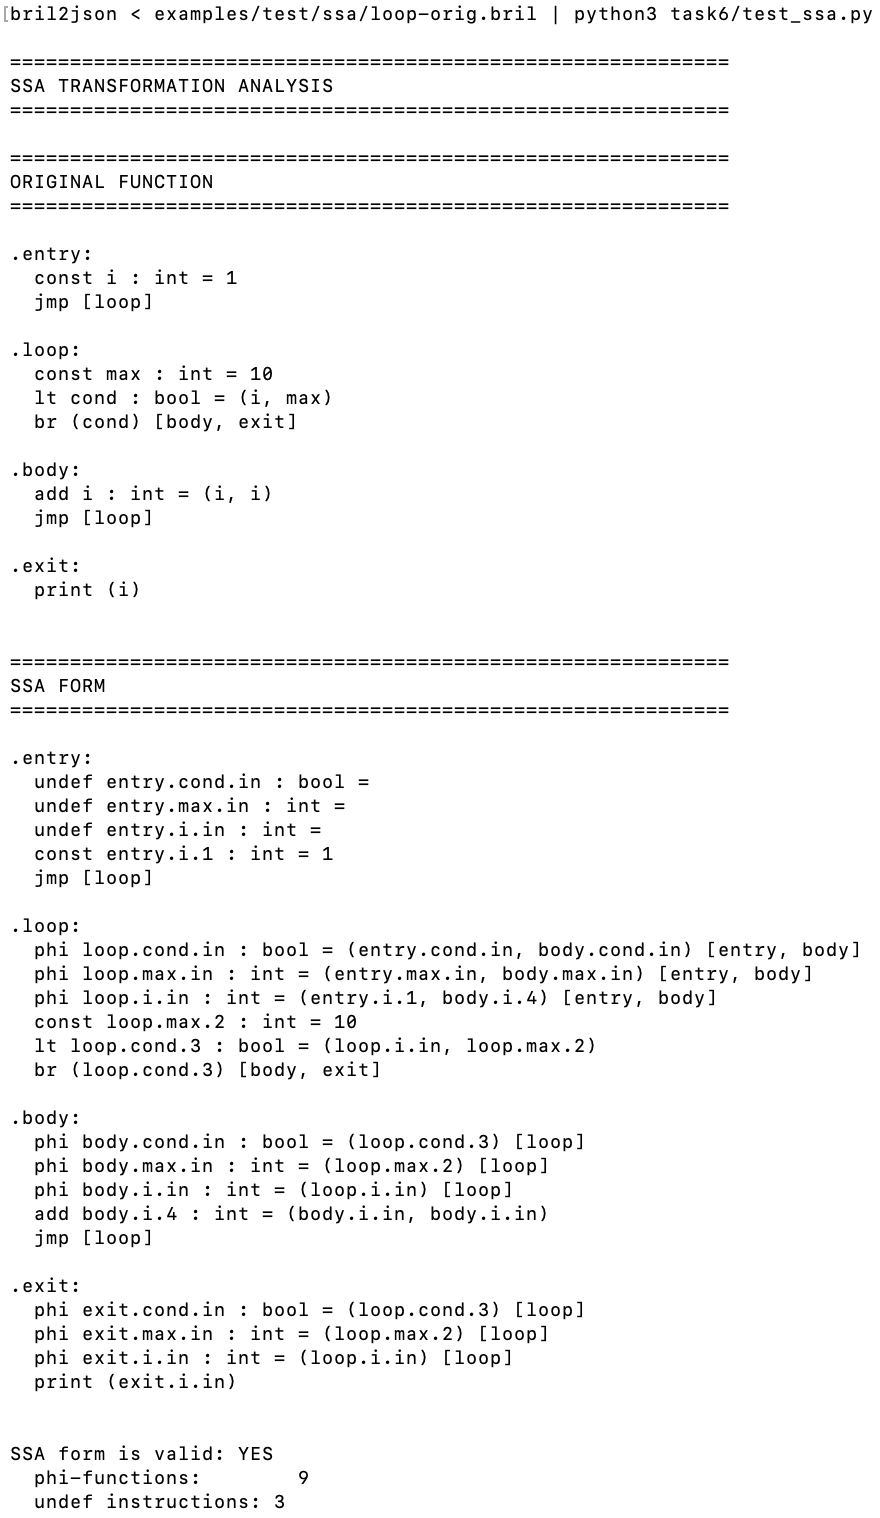 [bril2json < examples/test/ssa/loop-orig.bril | python3 task6/test_ssa.py
============================================================
SSA TRANSFORMATION ANALYSIS
============================================================
============================================================
ORIGINAL FUNCTION
============================================================
.entry:
  const i : int = 1
  jmp [loop]
.loop:
  const max : int = 10
  lt cond : bool = (i, max)
  br (cond) [body, exit]
.body:
  add i : int = (i, i)
  jmp [loop]
.exit:
  print (i)
============================================================
SSA FORM
============================================================
.entry:
  undef entry.cond.in : bool =
  undef entry.max.in : int =
  undef entry.i.in : int =
  const entry.i.1 : int = 1
  jmp [loop]
.loop:
  phi loop.cond.in : bool = (entry.cond.in, body.cond.in) [entry, body]
  phi loop.max.in : int = (entry.max.in, body.max.in) [entry, body]
  phi loop.i.in : int = (entry.i.1, body.i.4) [entry, body]
  const loop.max.2 : int = 10
  lt loop.cond.3 : bool = (loop.i.in, loop.max.2)
  br (loop.cond.3) [body, exit]
.body:
  phi body.cond.in : bool = (loop.cond.3) [loop]
  phi body.max.in : int = (loop.max.2) [loop]
  phi body.i.in : int = (loop.i.in) [loop]
  add body.i.4 : int = (body.i.in, body.i.in)
  jmp [loop]
.exit:
  phi exit.cond.in : bool = (loop.cond.3) [loop]
  phi exit.max.in : int = (loop.max.2) [loop]
  phi exit.i.in : int = (loop.i.in) [loop]
  print (exit.i.in)
SSA form is valid: YES
  phi-functions:        9
  undef instructions: 3